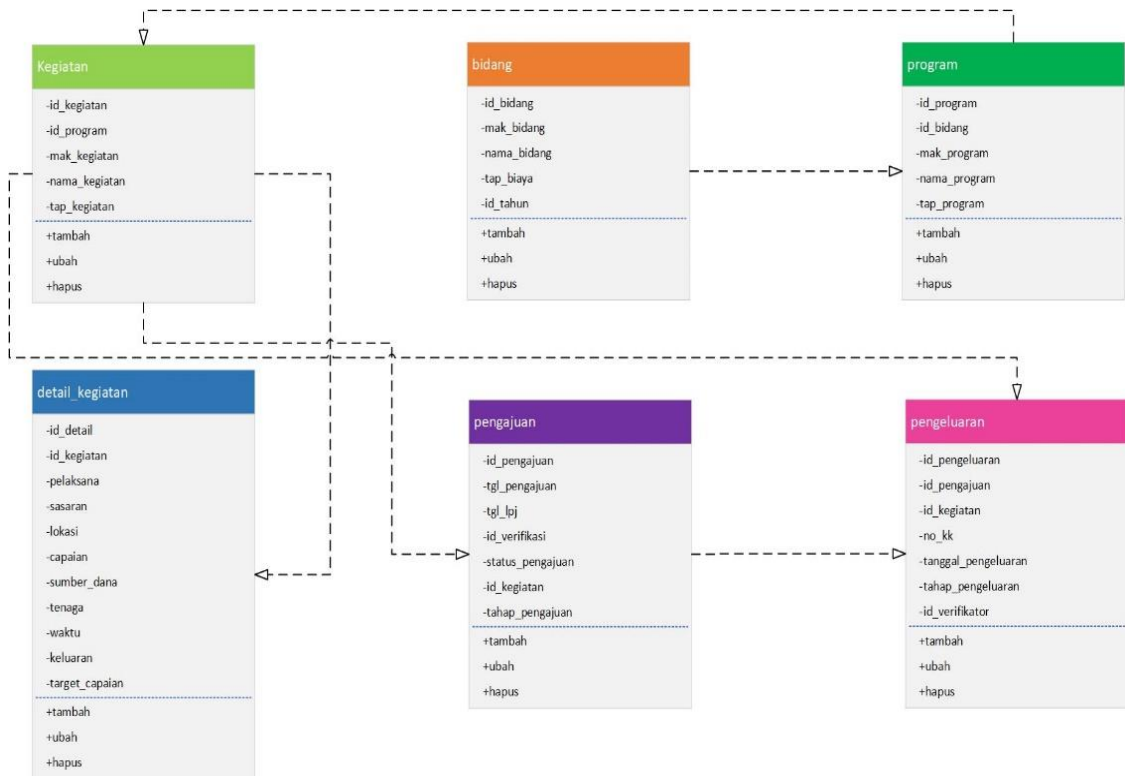 Kegiatan
-id_kegiatan
-id_program
-mak_kegiatan
-nama_kegiatan
-tap_kegiatan
+tambah
+ubah
+hapus
bidang
-id_bidang
-mak_bidang
-nama_bidang
-tap_biaya
-id_tahun
+tambah
+ubah
+hapus
program
-id_program
-id_bidang
-mak_program
-nama_program
-tap_program
+tambah
+ubah
+hapus
detail_kegiatan
-id_detail
-id_kegiatan
-pelaksana
-sasaran
-lokasi
-capaian
-sumber_dana
-tenaga
-waktu
-keluaran
-target_capaian
+tambah
+ubah
+hapus
pengajuan
-id_pengajuan
-tgl_pengajuan
-tgl_lpj
-id_verifikasi
-status_pengajuan
-id_kegiatan
-tahap_pengajuan
+tambah
+ubah
+hapus
pengeluaran
-id_pengeluaran
-id_pengajuan
-id_kegiatan
-no_kk
-tanggal_pengeluaran
-tahap_pengeluaran
-id_verifikator
+tambah
+ubah
+hapus